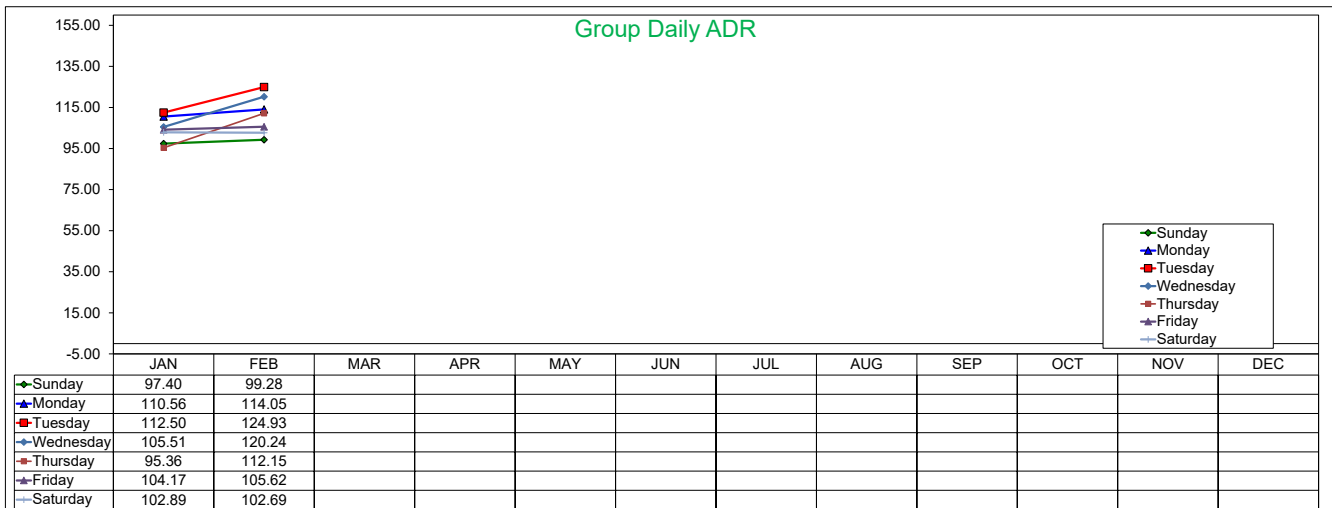 Group Daily ADR
155.00
135.00
115.00
95.00
75.00
55.00
35.00
15.00
-5.00
Sunday
Monday
Tuesday
Wednesday
Thursday
Friday
Saturday
JAN FEB MAR APR MAY JUN JUL AUG SEP OCT NOV DEC
Sunday 97.40 99.28
Monday 110.56 114.05
Tuesday 112.50 124.93
Wednesday 105.51 120.24
Thursday 95.36 112.15
Friday 104.17 105.62
Saturday 102.89 102.69